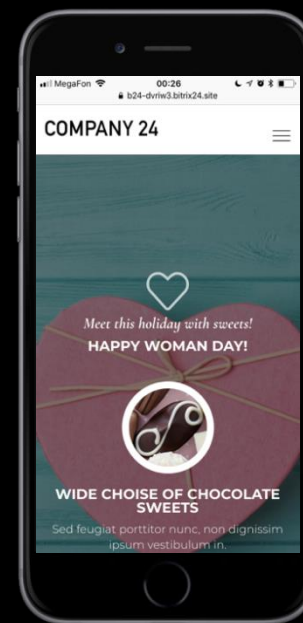 MegaFon 00:26
b24-dvriw3.bitrix24.site
COMPANY 24
Meet this holiday with sweets!
HAPPY WOMAN DAY!
WIDE CHOISE OF CHOCOLATE
SWEETS
Sed feugiat porttitor nunc, non dignissim
ipsum vestibulum in.